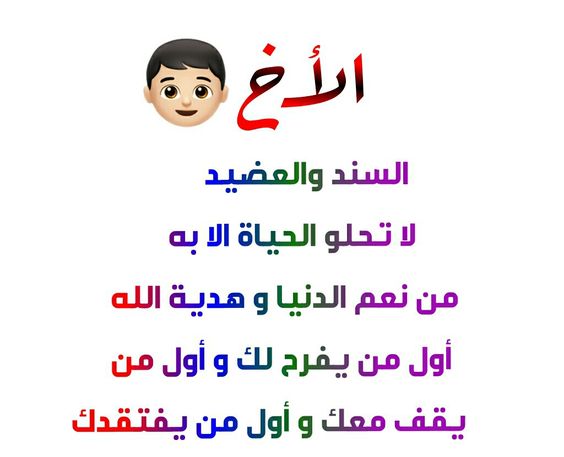 الأخ
السند والعضيد
لا تحلو الحياة الا به
من نعم الدنيا و هدية الله
أول من يفرح لك و أول من
يقف معك و أول من يفتقدك